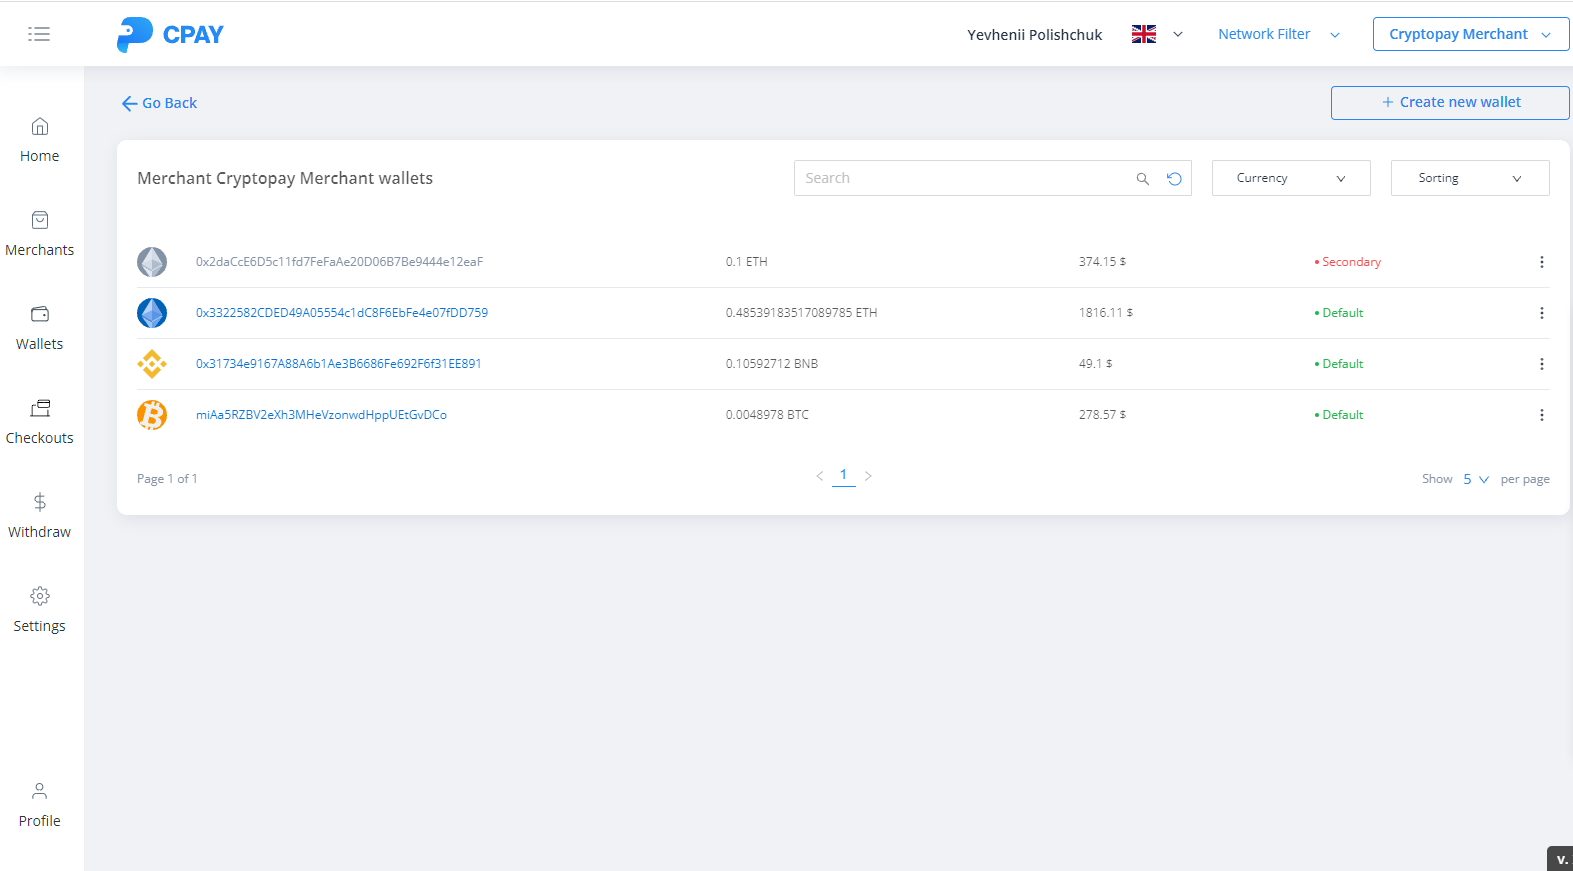 CPAY
Yevhenii Polishchuk
Network Filter
Cryptopay Merchant
Go Back
+ Create new wallet
Home
Merchants
Wallets
Checkouts
Withdraw
Settings
Profile
Merchant Cryptopay Merchant wallets
Search
Currency
Sorting
0x2daCcE6D5c11fd7FeFaAe20D06B7Be9444e12eaF 0.1 ETH 374.15 $ • Secondary
0x3322582CDED49A05554c1dC8F6EbFe4e07fDD759 0.48539183517089785 ETH 1816.11 $ • Default
0x31734e9167A88A6b1Ae3B6686Fe692F6f31EE891 0.10592712 BNB 49.1 $ • Default
miAa5RZBV2eXh3MHeVzonwdHppUEtGvDCo 0.0048978 BTC 278.57 $ • Default
Page 1 of 1
< 1 >
Show 5 per page
v.